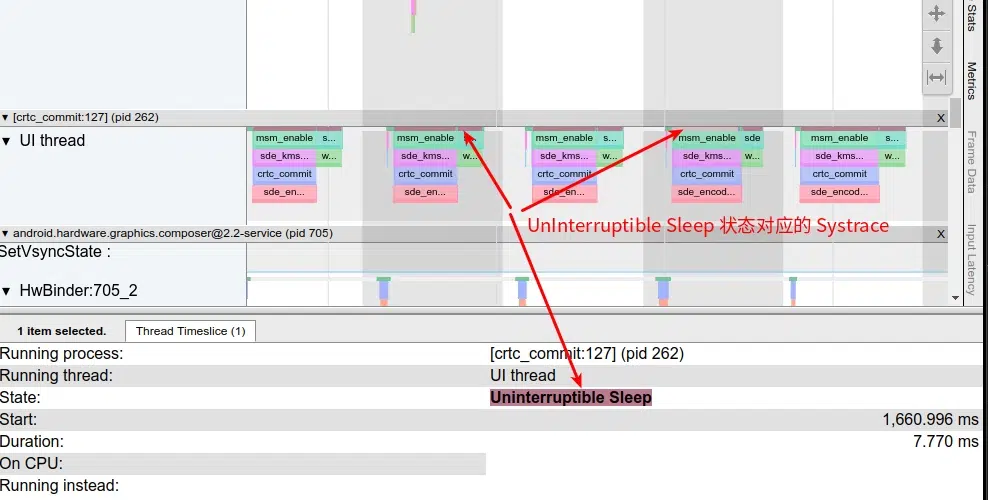 Stats
Metrics
Frame Data
Input Latency
▼ [crtc_commit:127] (pid 262) X
▼ UI thread
msm_enable s... msm_enable s... msm_enable s... msm_enable sde msm_enable s...
sde_kms... w... sde_kms... w... sde_kms... w... sde_kms... w... sde_kms... w...
crtc_commit crtc_commit crtc_commit crtc_commit crtc_commit
sde_en... sde_en... sde_en... sde_encod... sde_encod...
UnInterruptible Sleep 状态对应的 Systrace
▼ android.hardware.graphics.composer@2.2-service (pid 705) X
SetVsyncState :
▼ HwBinder:705_2
1 item selected. Thread Timeslice (1)
Running process: [crtc_commit:127] (pid 262)
Running thread: UI thread
State: Uninterruptible Sleep
Start: 1,660.996 ms
Duration: 7.770 ms
On CPU:
Running instead: